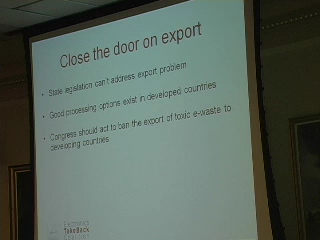 Close the door on export
• State legislation can't address export problem
• Good processing options exist in developed countries
• Congress should act to ban the export of toxic e-waste to
developing countries
Electronics
TakeBack